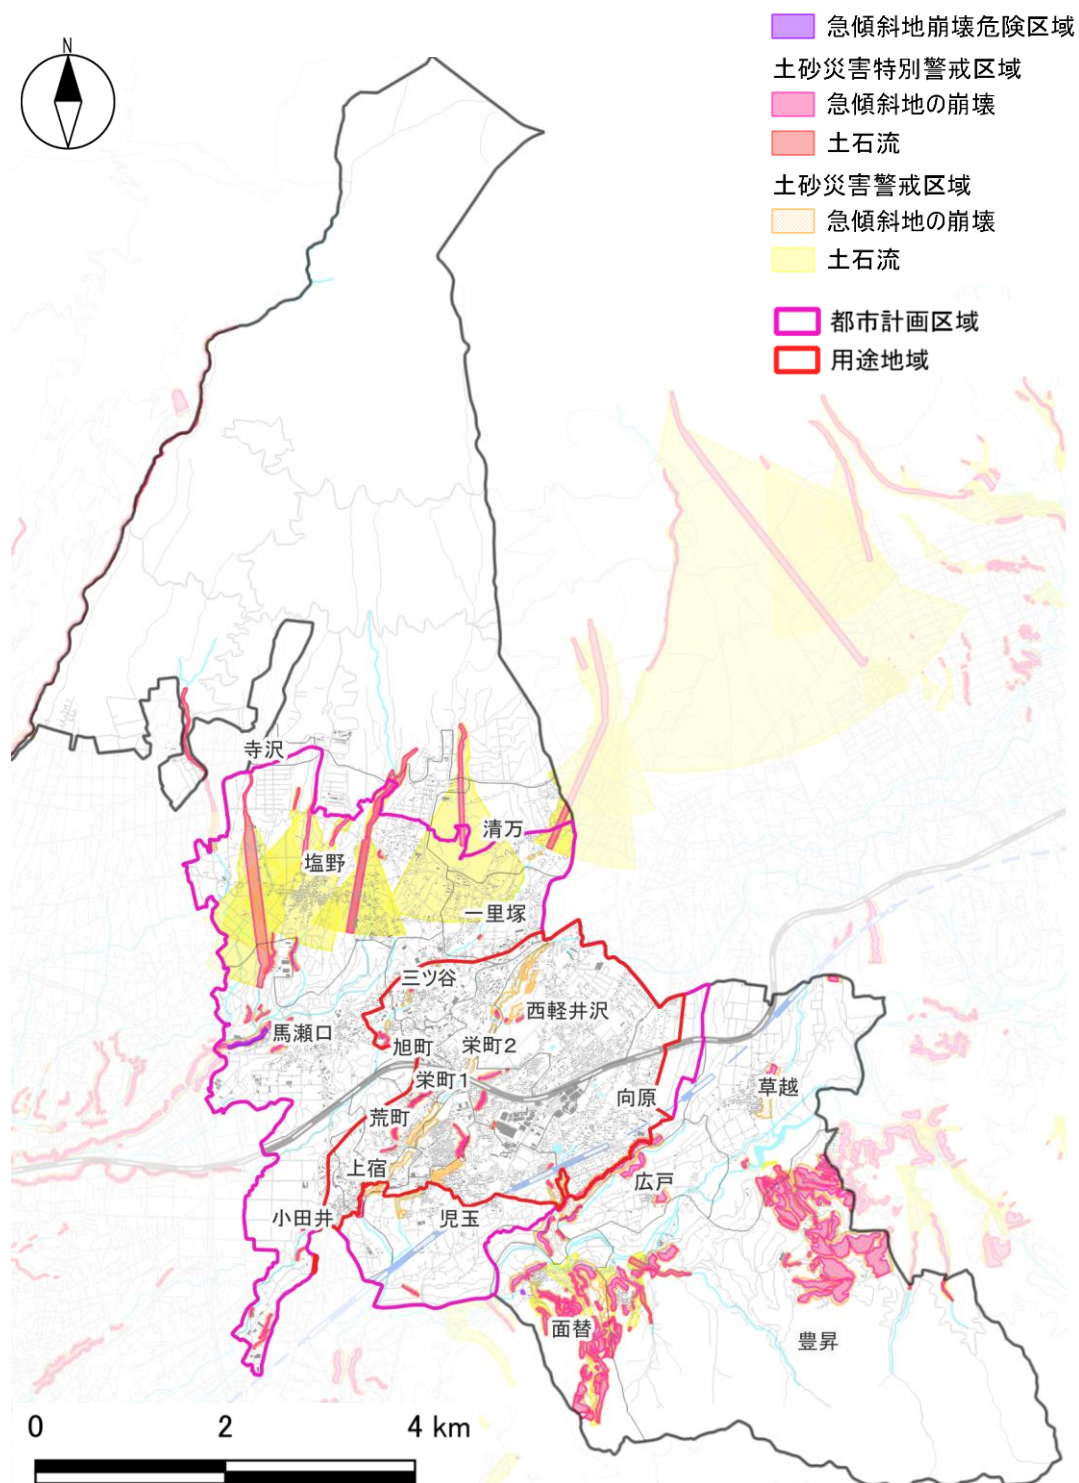 N
急傾斜地崩壊危険区域
土砂災害特別警戒区域
急傾斜地の崩壊
土石流
土砂災害警戒区域
急傾斜地の崩壊
土石流
都市計画区域
用途地域
寺沢
清万
塩野
一里塚
三ツ谷
西軽井沢
馬瀬口
旭町
栄町2
栄町1
草越
向原
荒町
上宿
広戸
小田井
児玉
面替
豊昇
0 2 4 km